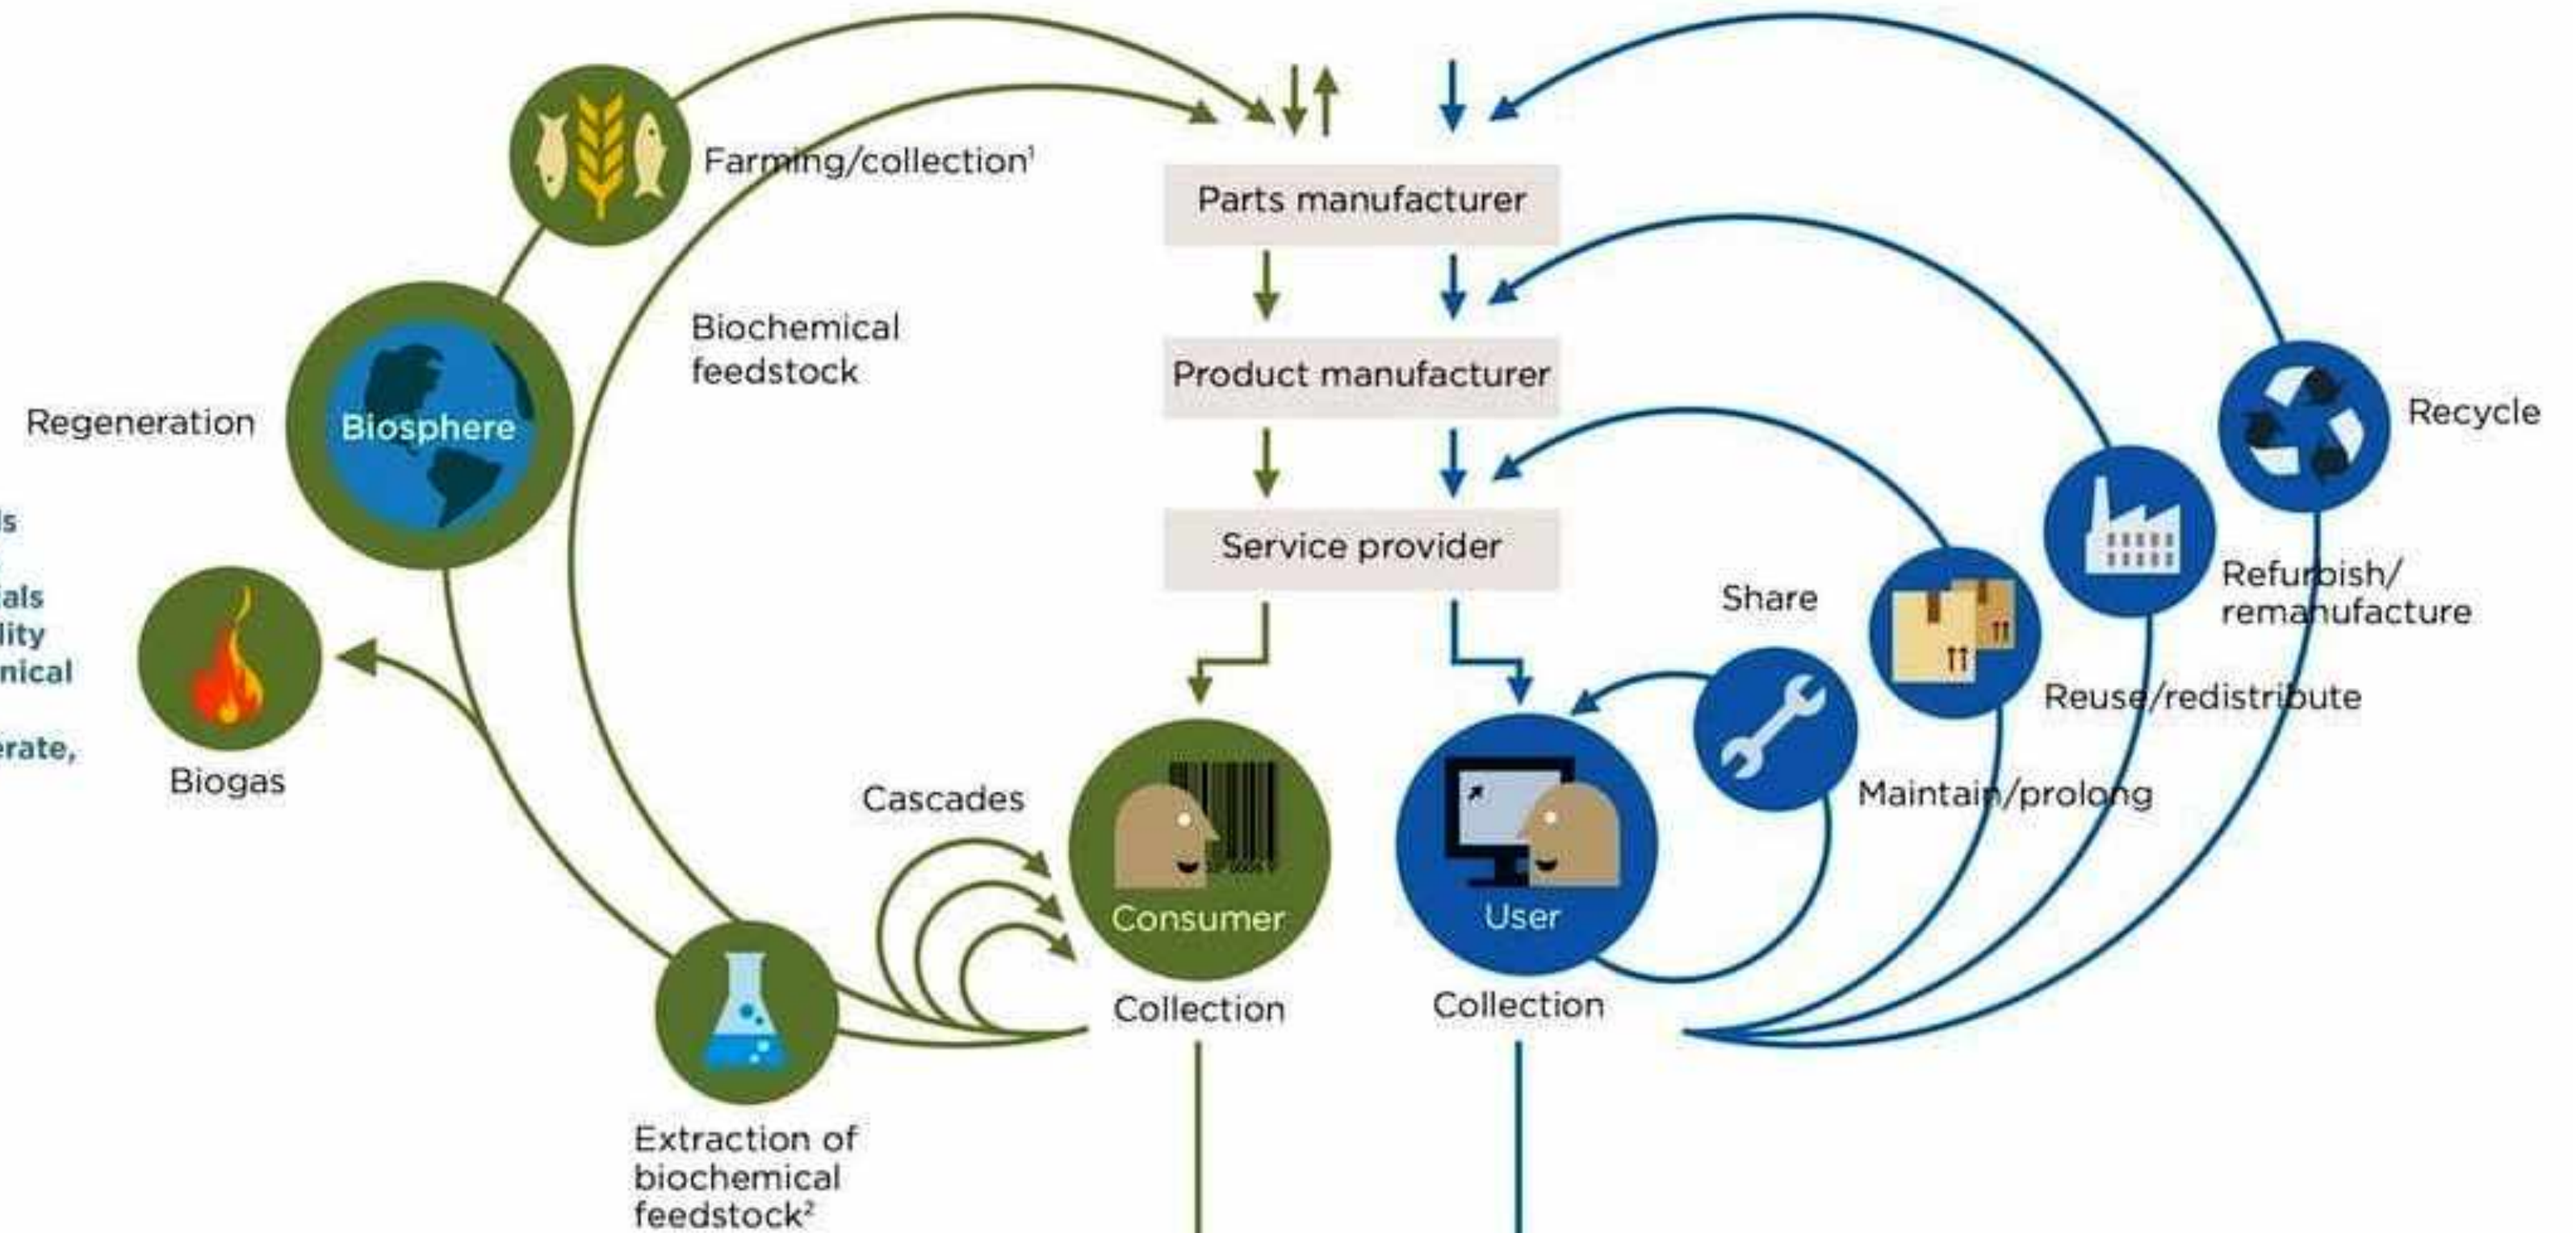 Farming/collection¹
Parts manufacturer
Biochemical
feedstock
Product manufacturer
Regeneration
Biosphere
Recycle
Service provider
Refurbish/
remanufacture
Share
Reuse/redistribute
Biogas
Maintain/prolong
Cascades
Consumer
User
Collection
Collection
Extraction of
biochemical
feedstock²